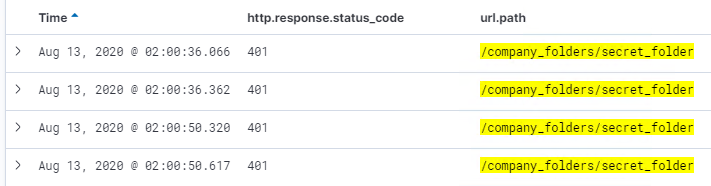 Time http.response.status_code url.path
Aug 13, 2020 @ 02:00:36.066 401 /company_folders/secret_folder
Aug 13, 2020 @ 02:00:36.362 401 /company_folders/secret_folder
Aug 13, 2020 @ 02:00:50.320 401 /company_folders/secret_folder
Aug 13, 2020 @ 02:00:50.617 401 /company_folders/secret_folder